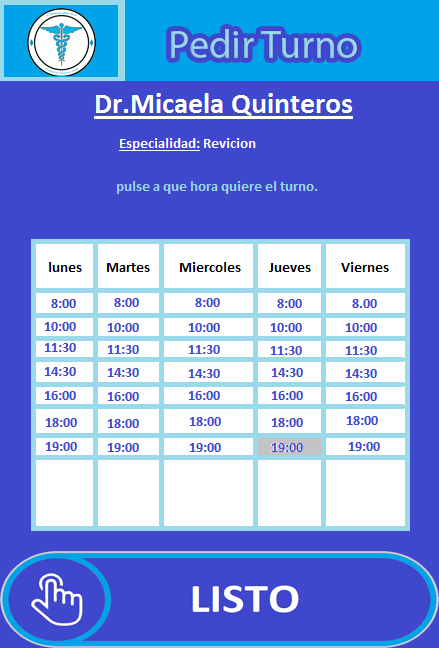 Pedir Turno
Dr.Micaela Quinteros
Especialidad: Revicion
pulse a que hora quiere el turno.
lunes Martes Miercoles Jueves Viernes
8:00 8:00 8:00 8:00 8.00
10:00 10:00 10:00 10:00 10:00
11:30 11:30 11:30 11:30 11:30
14:30 14:30 14:30 14:30 14:30
16:00 16:00 16:00 16:00 16:00
18:00 18:00 18:00 18:00 18:00
19:00 19:00 19:00 19:00 19:00
LISTO